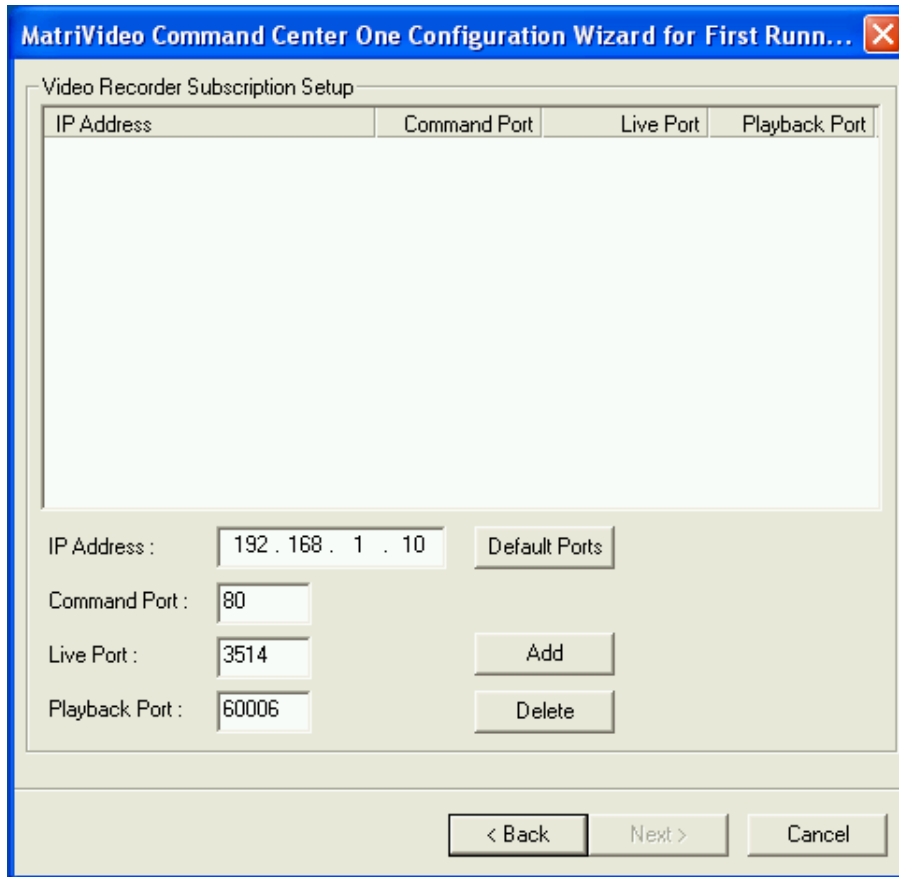 MatriVideo Command Center One Configuration Wizard for First Runn...
Video Recorder Subscription Setup
IP Address Command Port Live Port Playback Port
IP Address : 192 . 168 . 1 . 10 Default Ports
Command Port : 80
Live Port : 3514 Add
Playback Port : 60006 Delete
< Back Next > Cancel